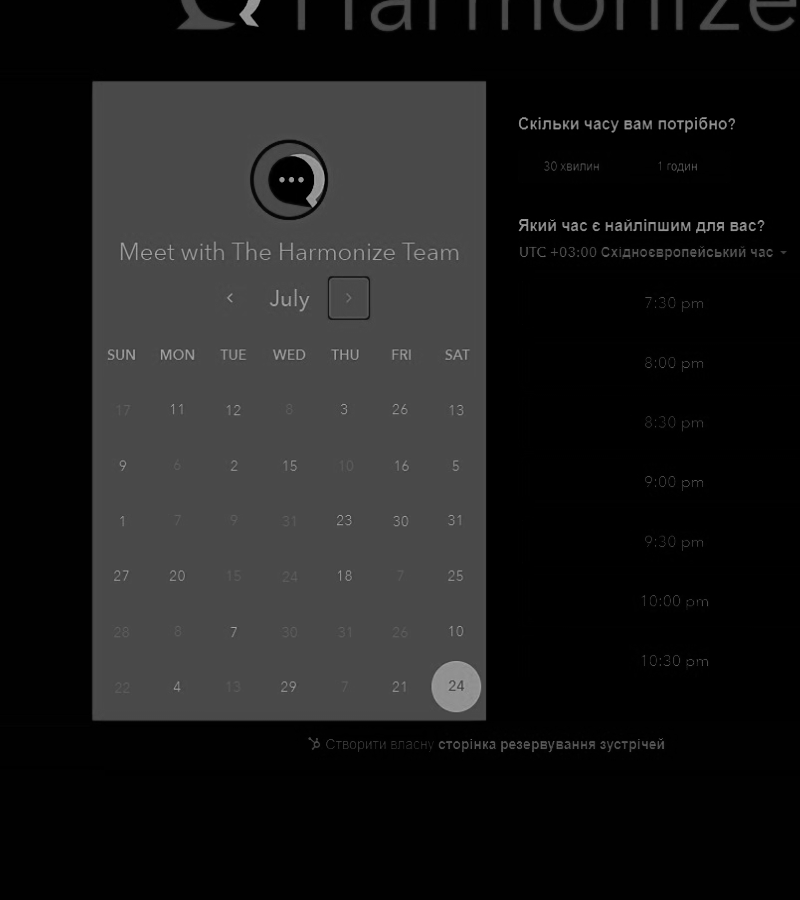 Harmonize
Meet with The Harmonize Team
July
SUN MON TUE WED THU FRI SAT
17 11 12 8 3 26 13
9 6 2 15 10 16 5
1 7 9 31 23 30 31
27 20 15 24 18 7 25
28 8 7 30 31 26 10
22 4 13 29 7 21 24
Скільки часу вам потрібно?
30 хвилин 1 годин
Який час є найліпшим для вас?
UTC +03:00 Східноєвропейський час
7:30 pm
8:00 pm
8:30 pm
9:00 pm
9:30 pm
10:00 pm
10:30 pm
Створити власну сторінка резервування зустрічей